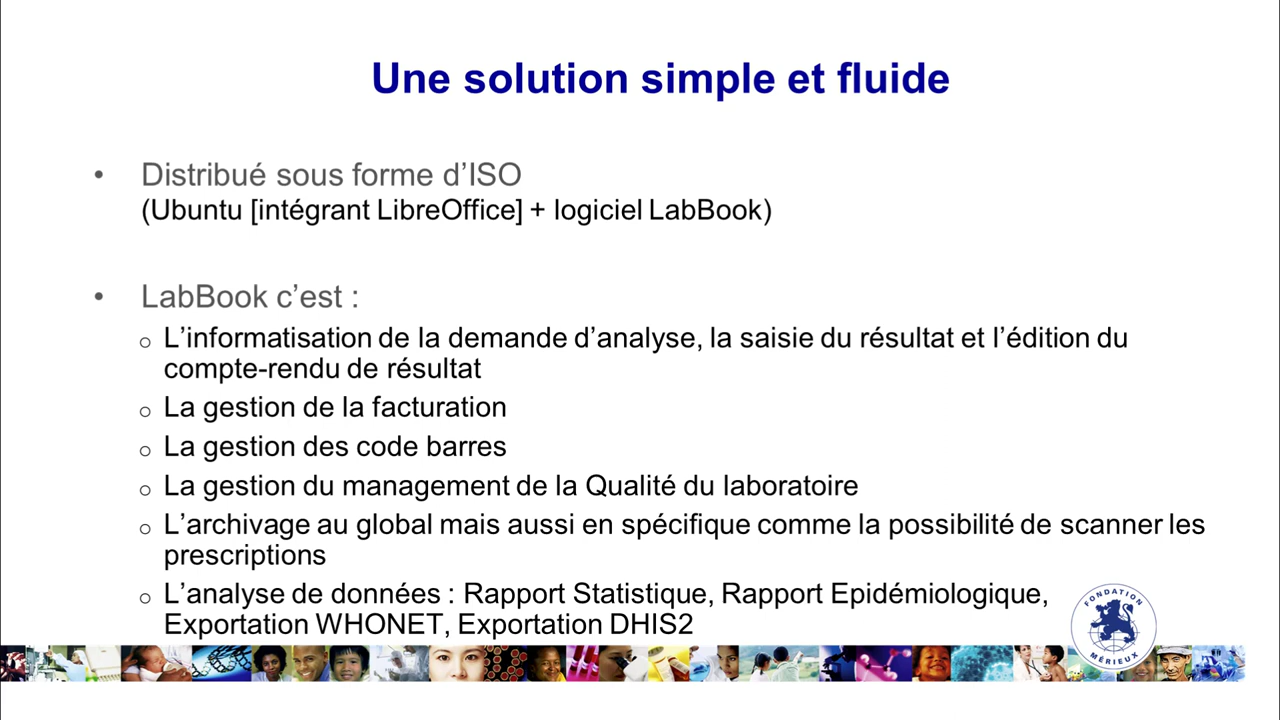 Une solution simple et fluide
• Distribué sous forme d’ISO
(Ubuntu [intégrant LibreOffice] + logiciel LabBook)
• LabBook c’est :
o L’informatisation de la demande d’analyse, la saisie du résultat et l’édition du
compte-rendu de résultat
o La gestion de la facturation
o La gestion des code barres
o La gestion du management de la Qualité du laboratoire
o L’archivage au global mais aussi en spécifique comme la possibilité de scanner les
prescriptions
o L’analyse de données : Rapport Statistique, Rapport Epidémiologique,
Exportation WHONET, Exportation DHIS2
FONDATION
MÉRIEUX